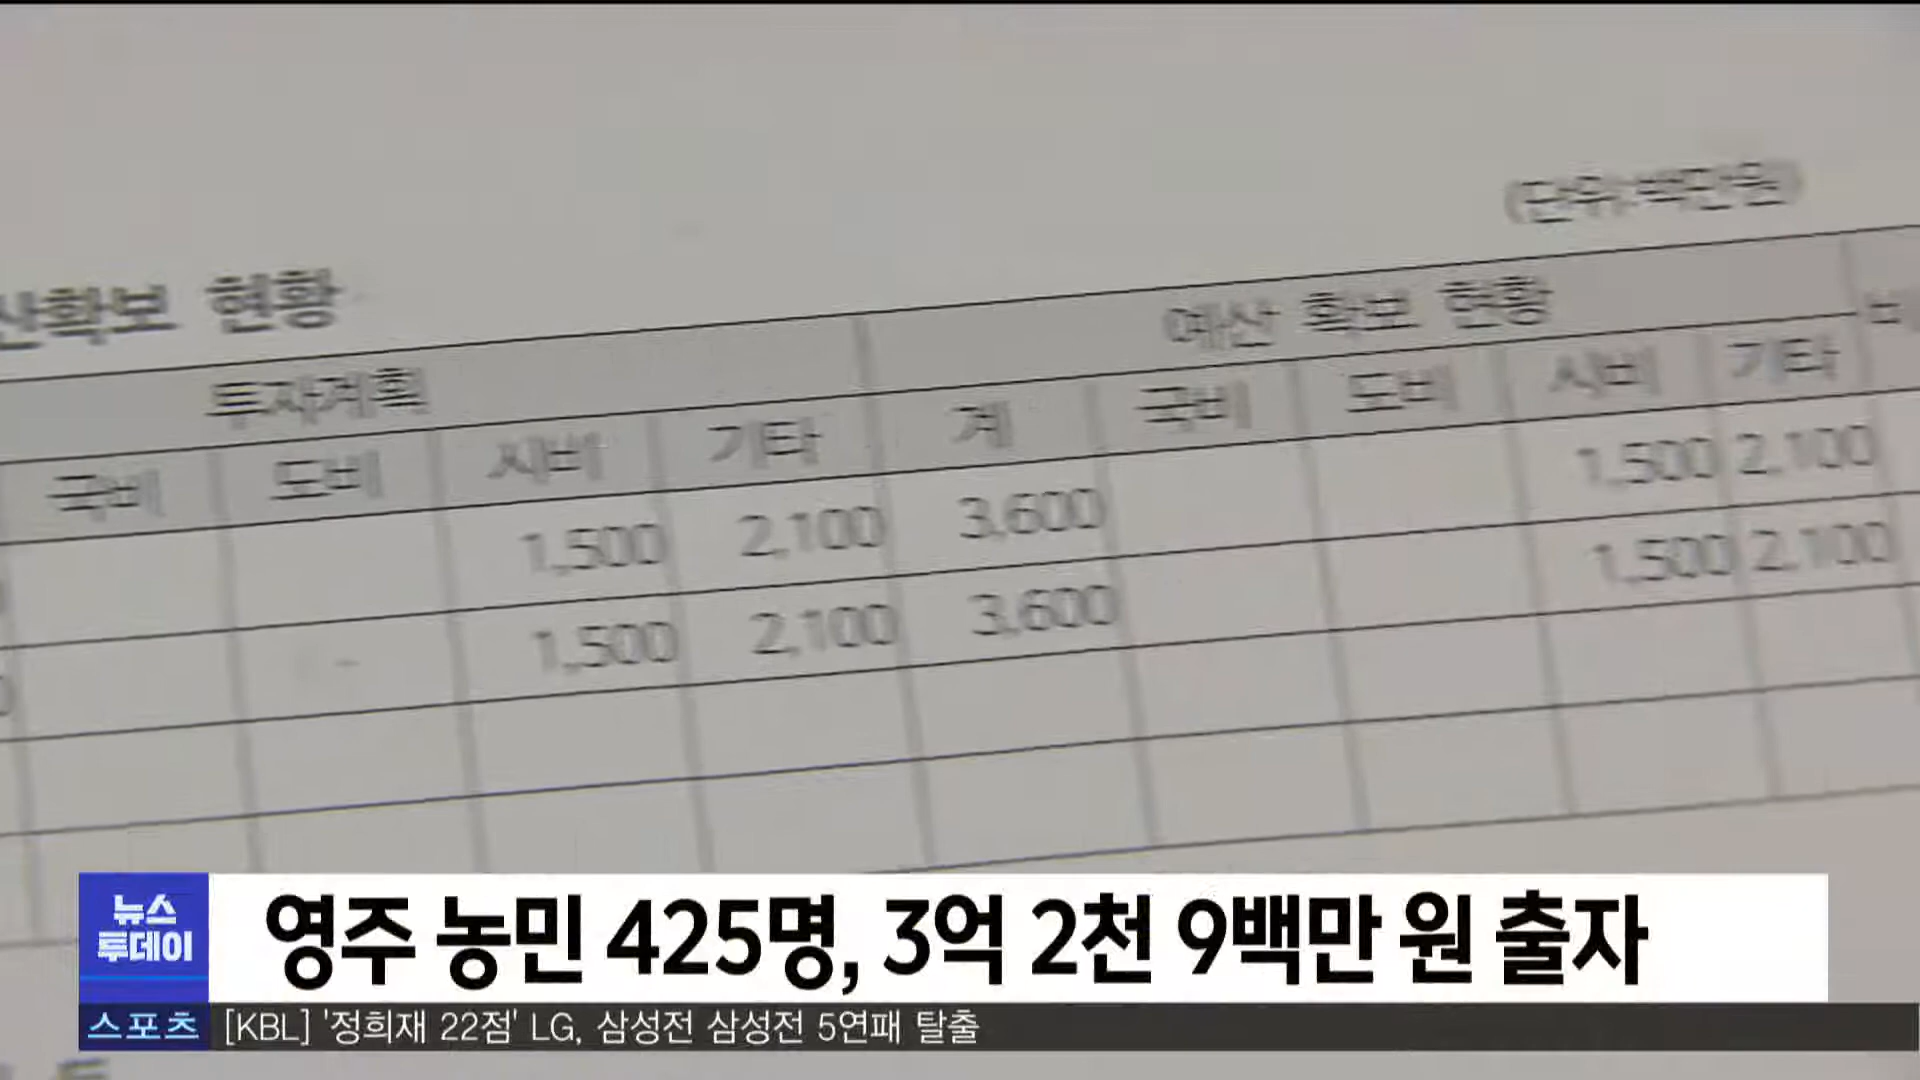 (단위:백만원)
산확보 현황
투자계획 예산 확보 현황
국비 도비 시비 기타 계 국비 도비 시비 기타
1,500 2,100 3,600 1,500 2,100
1,500 2,100 3,600 1,500 2,100
뉴스
투데이
영주 농민 425명, 3억 2천 9백만 원 출자
스포츠 [KBL] '정희재 22점' LG, 삼성전 삼성전 5연패 탈출